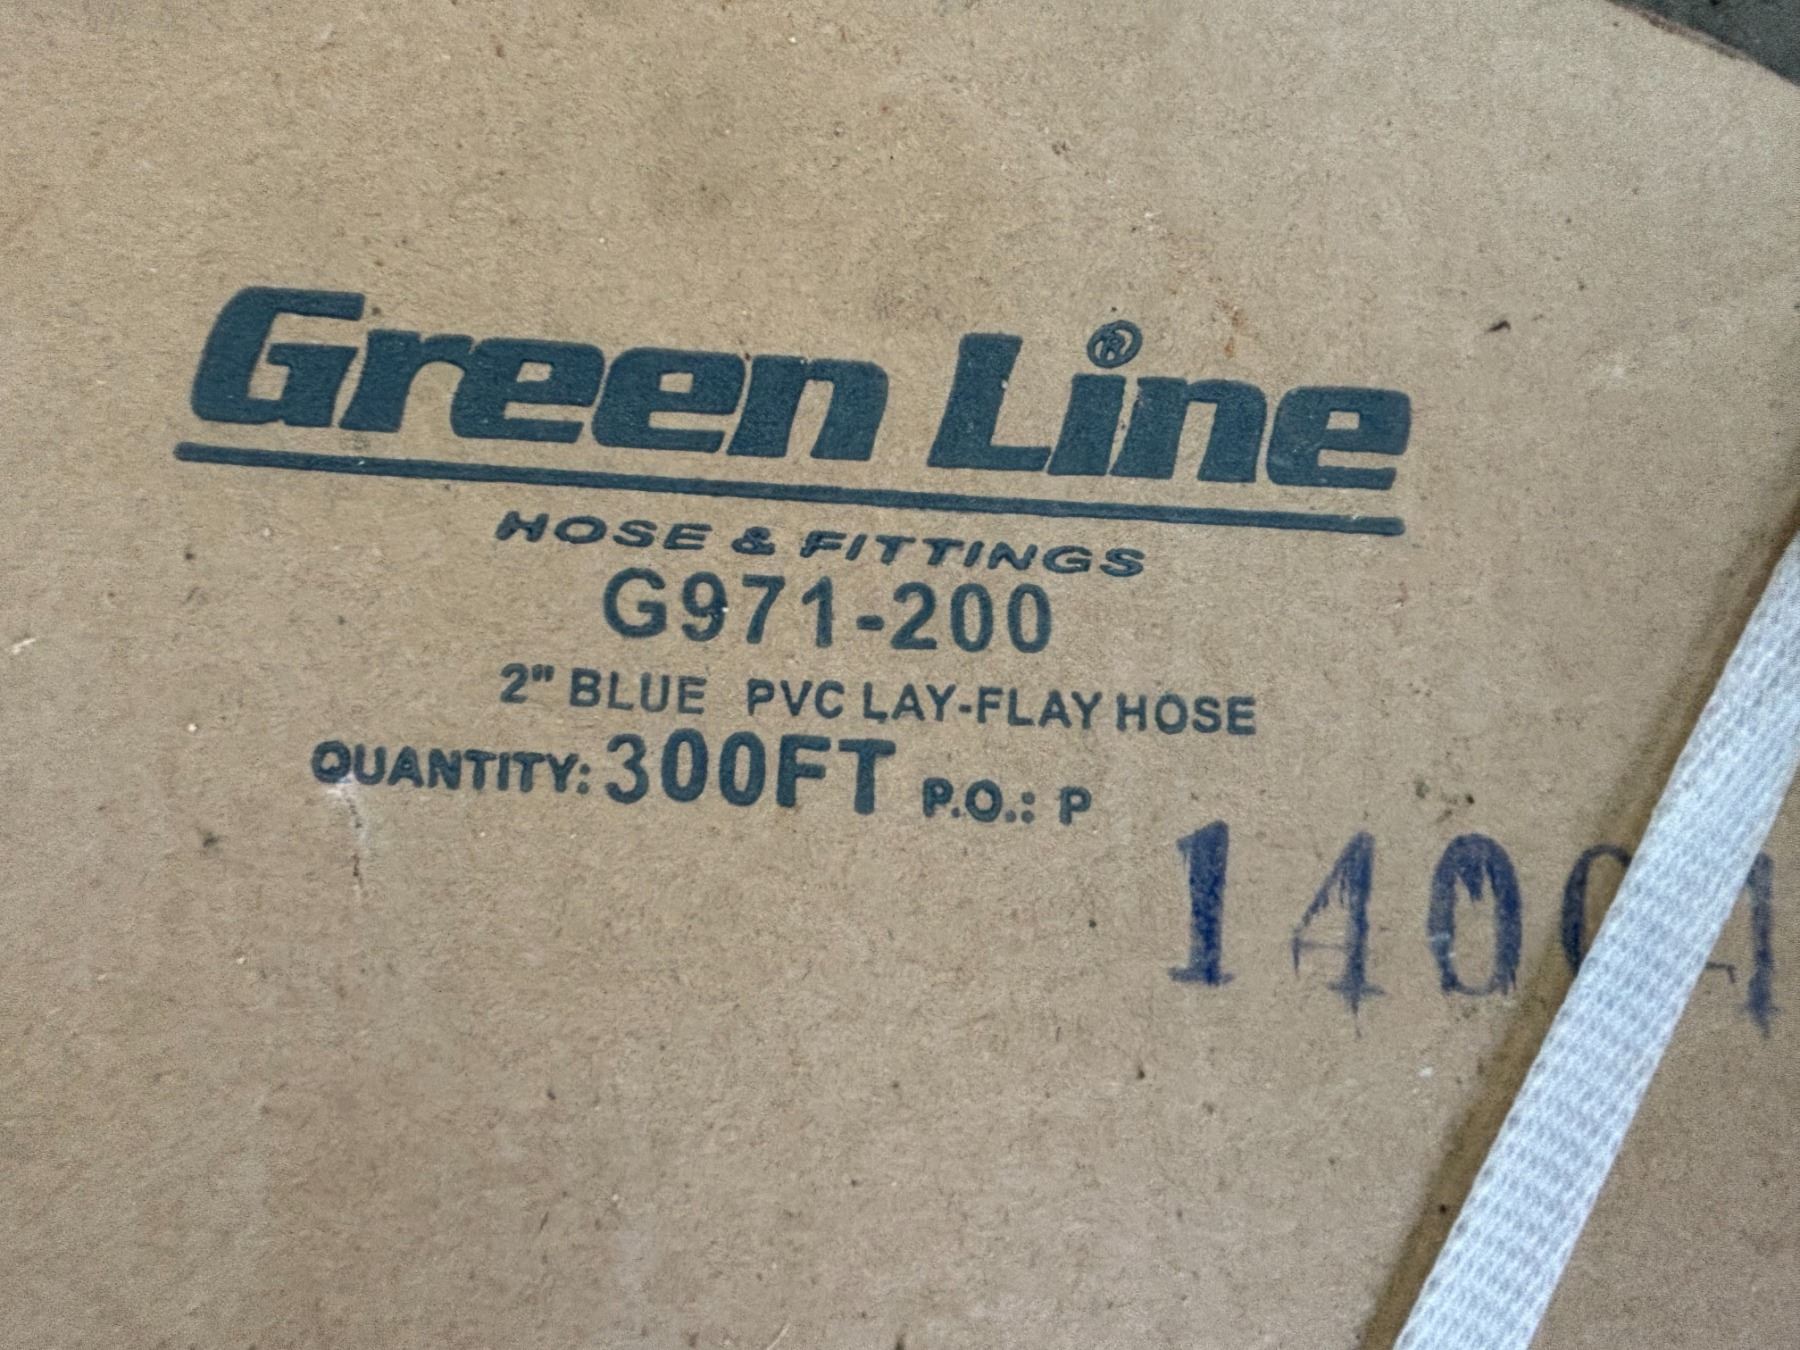 Green Line®
HOSE & FITTINGS
G971-200
2" BLUE PVC LAY-FLAY HOSE
QUANTITY: 300FT P.O.: P